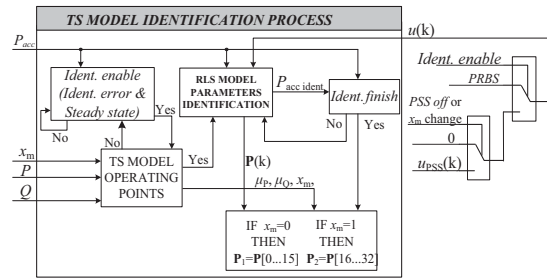 TS MODEL IDENTIFICATION PROCESS
u(k)
P_acc
Ident. enable
(Ident. error &
Steady state)
No
Yes
No
RLS MODEL
PARAMETERS
IDENTIFICATION
P_acc ident
Ident.finish
No
Yes
Ident. enable
PRBS
PSS off or
x_m change
0
u_PSS(k)
x_m
P
Q
TS MODEL
OPERATING
POINTS
Yes
P(k)
μ_P, μ_Q, x_m,
IF x_m=0
THEN
P_1=P[0...15]
IF x_m=1
THEN
P_2=P[16...32]